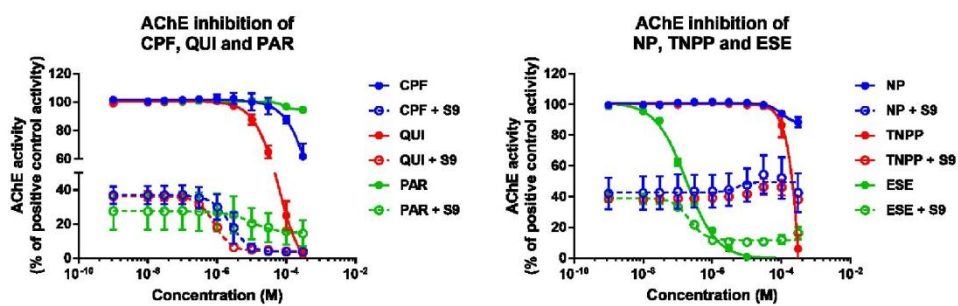 AChE inhibition of
CPF, QUI and PAR
AChE activity
(% of positive control activity)
120
100
80
60
40
20
0
10-10
10-8
10-6
10-4
10-2
Concentration (M)
CPF
CPF + S9
QUI
QUI + S9
PAR
PAR + S9
AChE inhibition of
NP, TNPP and ESE
AChE activity
(% of positive control activity)
120
100
80
60
40
20
0
10-10
10-8
10-6
10-4
10-2
Concentration (M)
NP
NP + S9
TNPP
TNPP + S9
ESE
ESE + S9